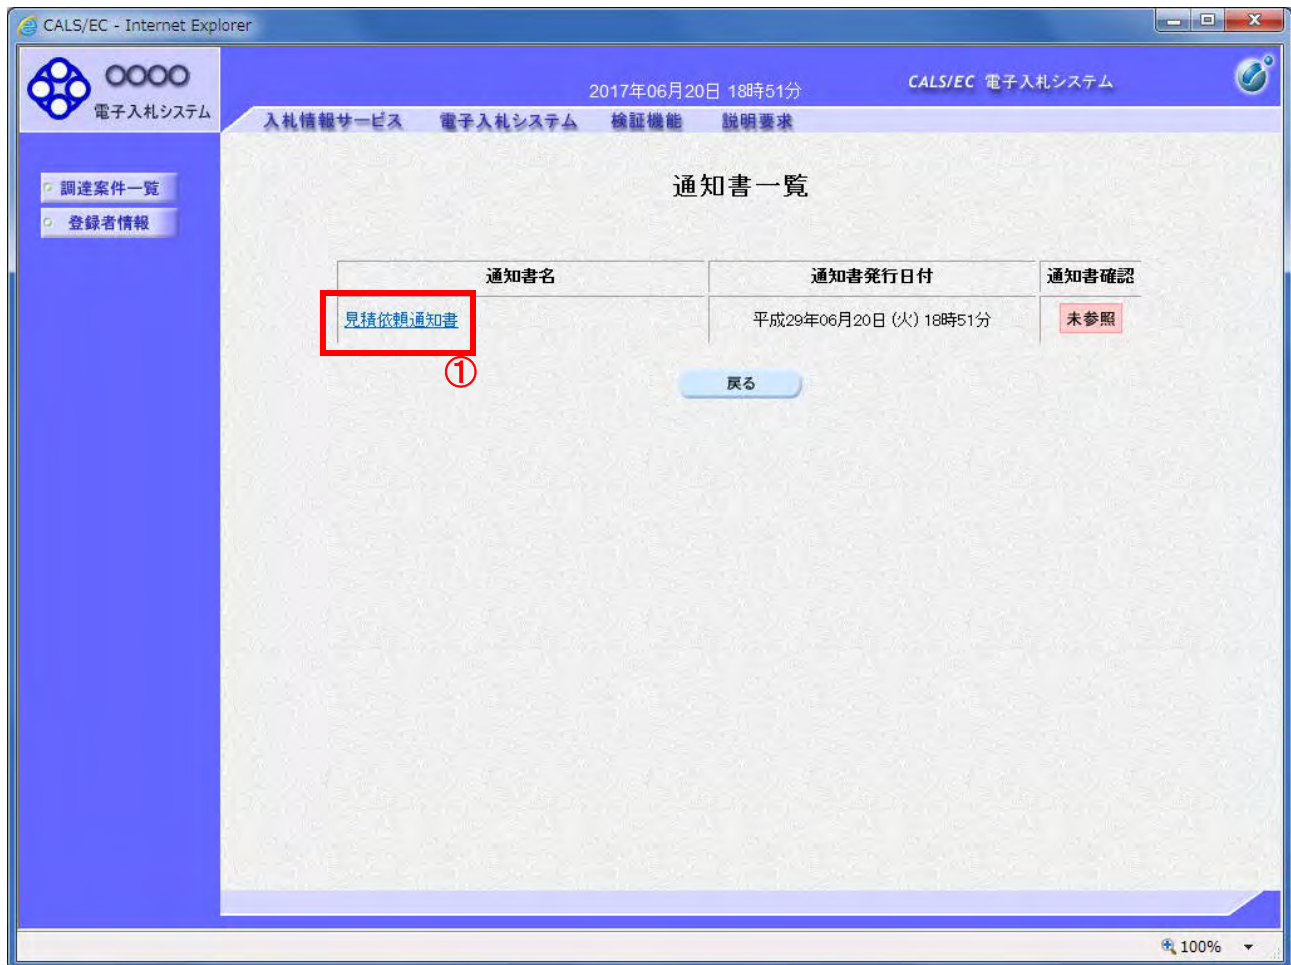 CALS/EC - Internet Explorer
〇〇〇〇
電子入札システム
2017年06月20日 18時51分
CALS/EC 電子入札システム
入札情報サービス 電子入札システム 検証機能 説明要求
調達案件一覧
登録者情報
通知書一覧
通知書名 通知書発行日付 通知書確認
見積依頼通知書 平成29年06月20日(火) 18時51分 未参照
①
戻る
100%